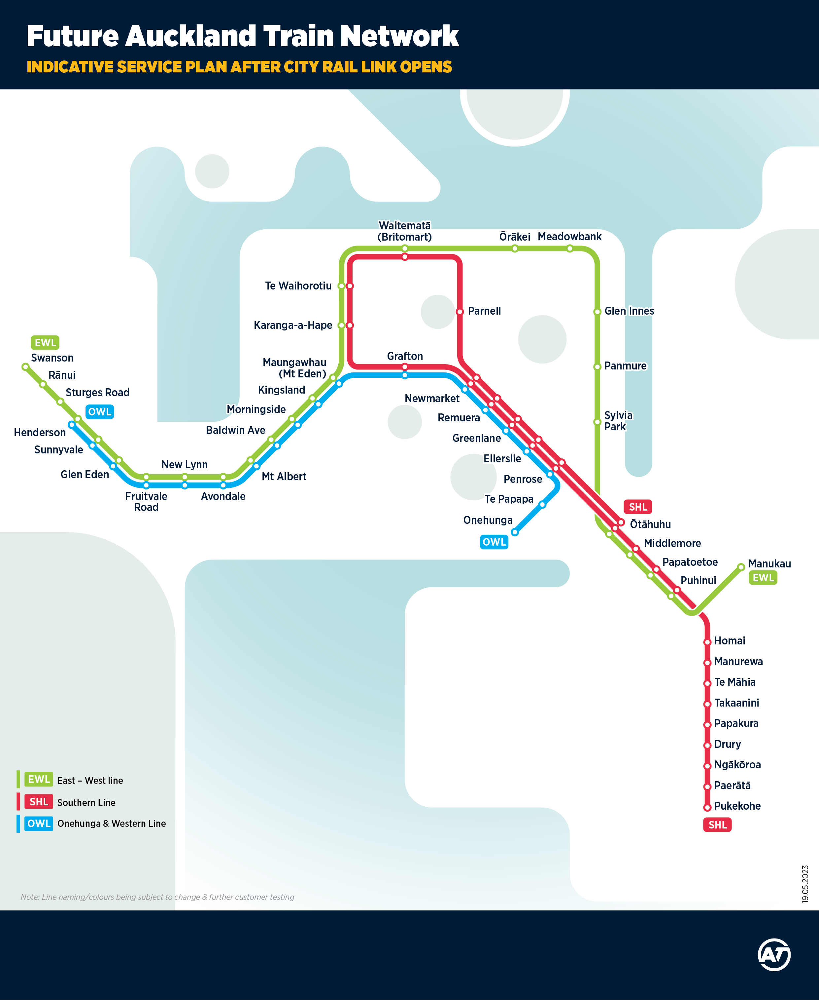 Future Auckland Train Network
INDICATIVE SERVICE PLAN AFTER CITY RAIL LINK OPENS
Waitematā
(Britomart)
Ōrākei
Meadowbank
Te Waihorotiu
Parnell
Glen Innes
Karanga-a-Hape
EWL
Swanson
Rānui
Sturges Road
OWL
Henderson
Sunnyvale
Glen Eden
Fruitvale
Road
New Lynn
Avondale
Mt Albert
Baldwin Ave
Morningside
Kingsland
Maungawhau
(Mt Eden)
Grafton
Panmure
Sylvia
Park
Newmarket
Remuera
Greenlane
Ellerslie
Penrose
Te Papapa
Onehunga
OWL
SHL
Ōtāhuhu
Middlemore
Papatoetoe
Puhinui
Manukau
EWL
Homai
Manurewa
Te Māhia
Takaanini
Papakura
Drury
Ngākōroa
Paerātā
Pukekohe
SHL
EWL East – West line
SHL Southern Line
OWL Onehunga & Western Line
Note: Line naming/colours being subject to change & further customer testing
19.05.2023
AT